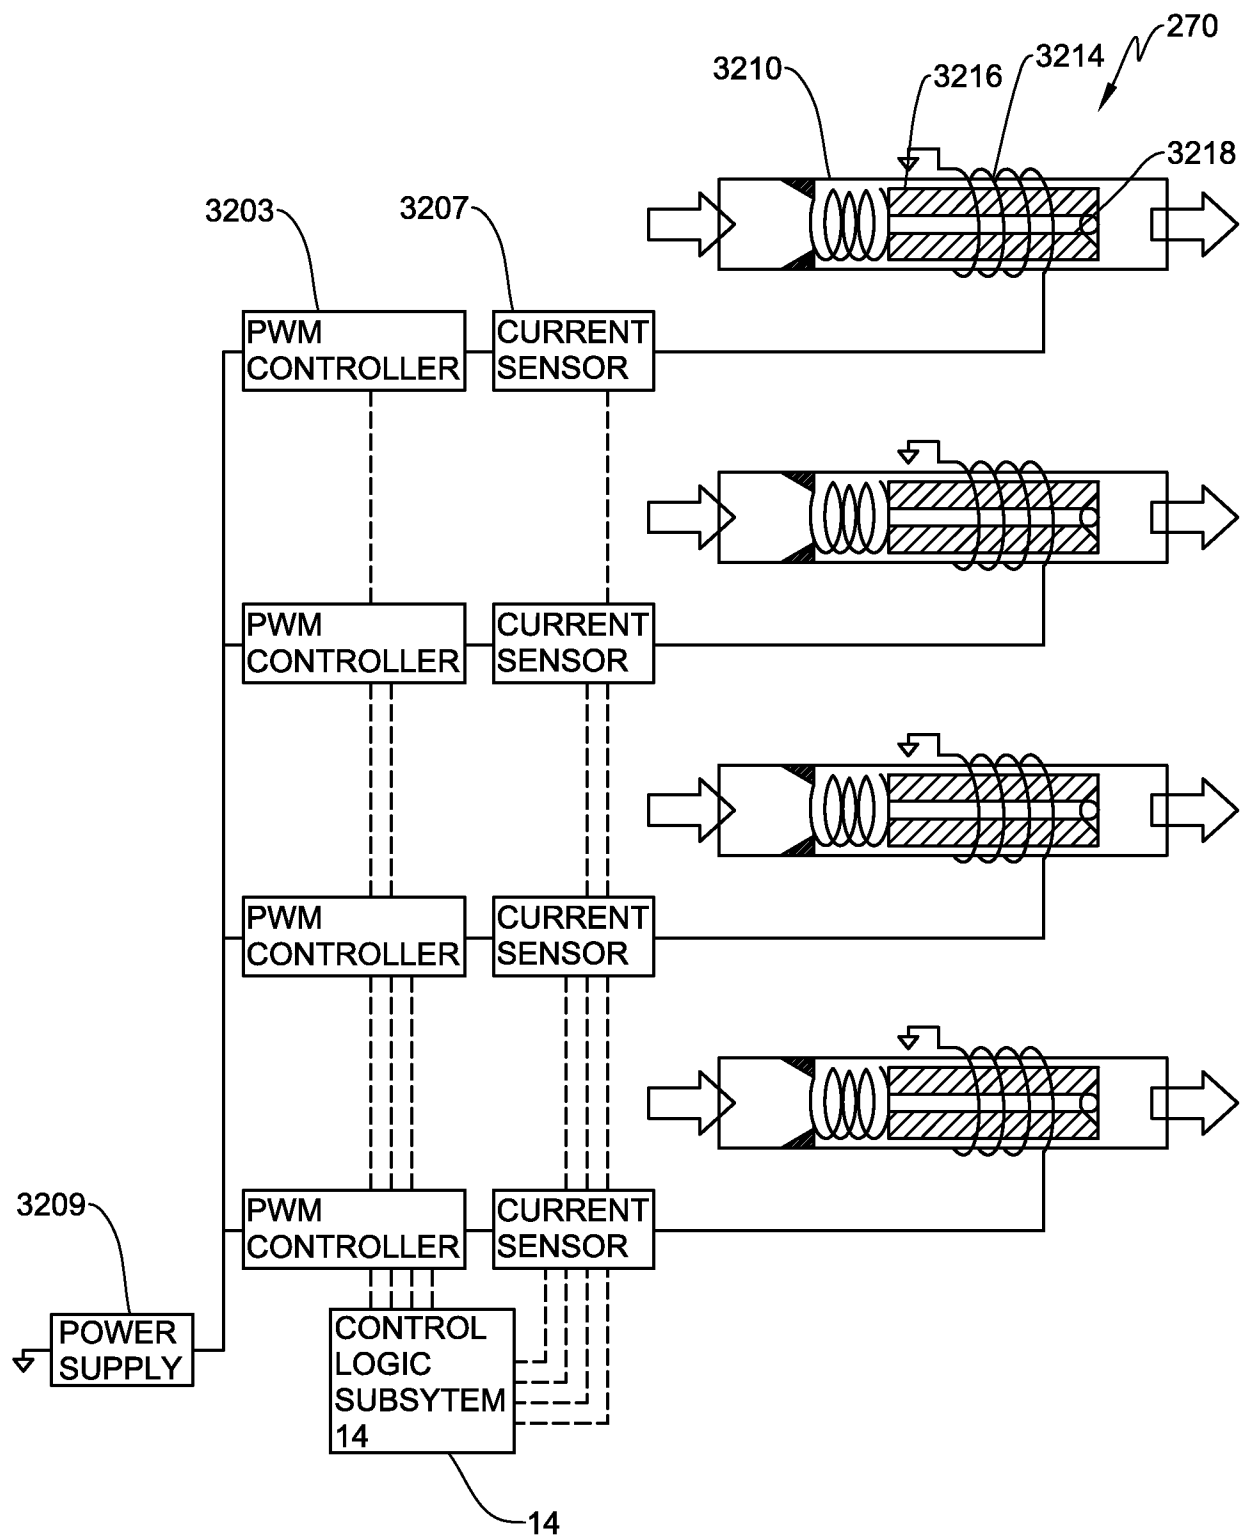 270
3214
3216
3210
3218
3203
3207
PWM
CONTROLLER
CURRENT
SENSOR
PWM
CONTROLLER
CURRENT
SENSOR
PWM
CONTROLLER
CURRENT
SENSOR
PWM
CONTROLLER
CURRENT
SENSOR
3209
POWER
SUPPLY
CONTROL
LOGIC
SUBSYTEM
14
14